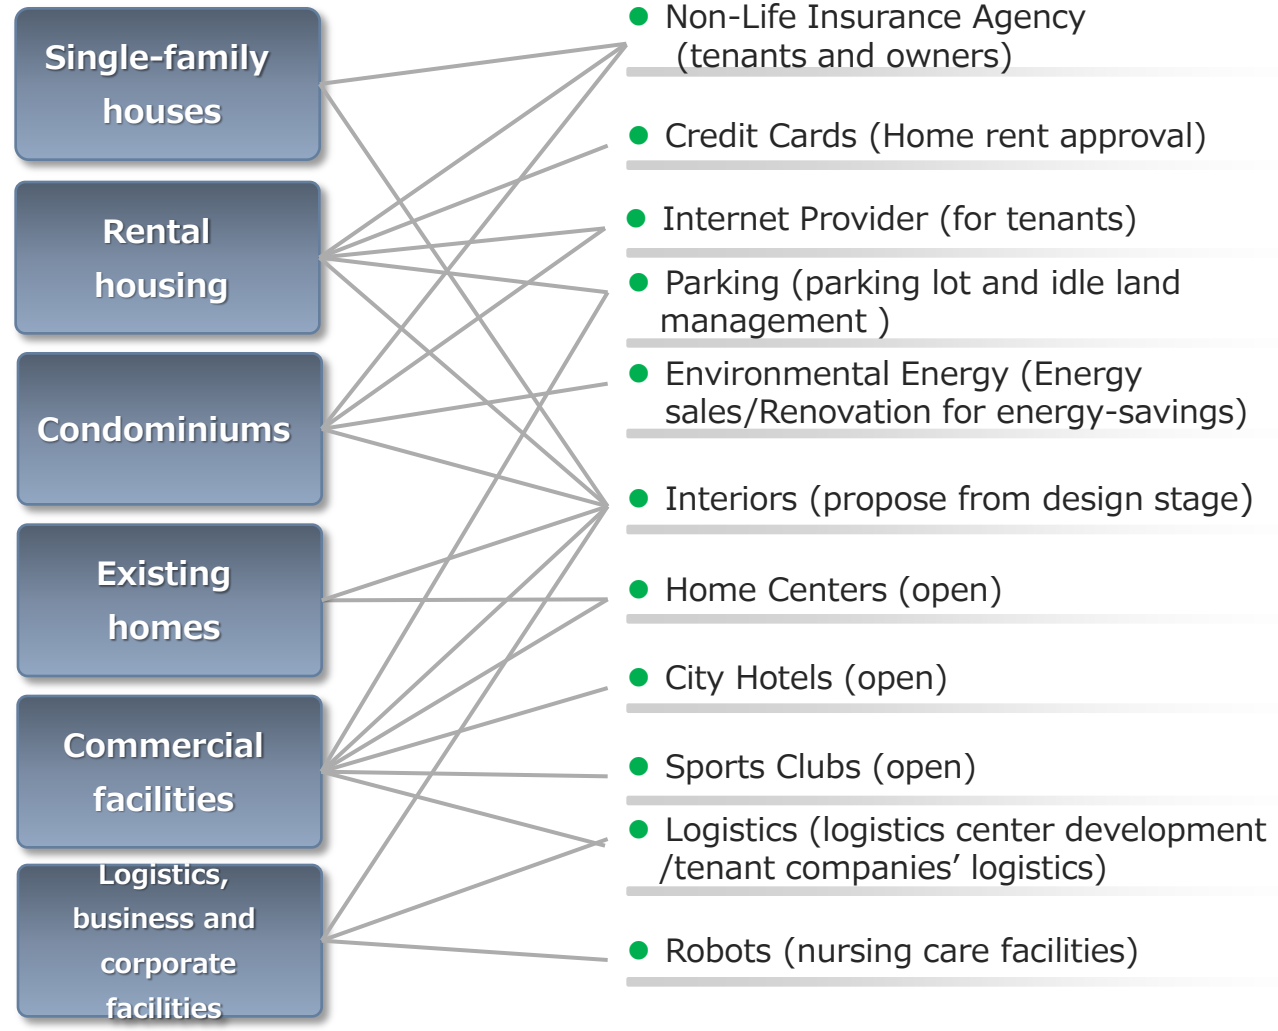 Single-family
houses
Rental
housing
Condominiums
Existing
homes
Commercial
facilities
Logistics,
business and
corporate
facilities
Non-Life Insurance Agency
(tenants and owners)
Credit Cards (Home rent approval)
Internet Provider (for tenants)
Parking (parking lot and idle land
management )
Environmental Energy (Energy
sales/Renovation for energy-savings)
Interiors (propose from design stage)
Home Centers (open)
City Hotels (open)
Sports Clubs (open)
Logistics (logistics center development
/tenant companies’ logistics)
Robots (nursing care facilities)